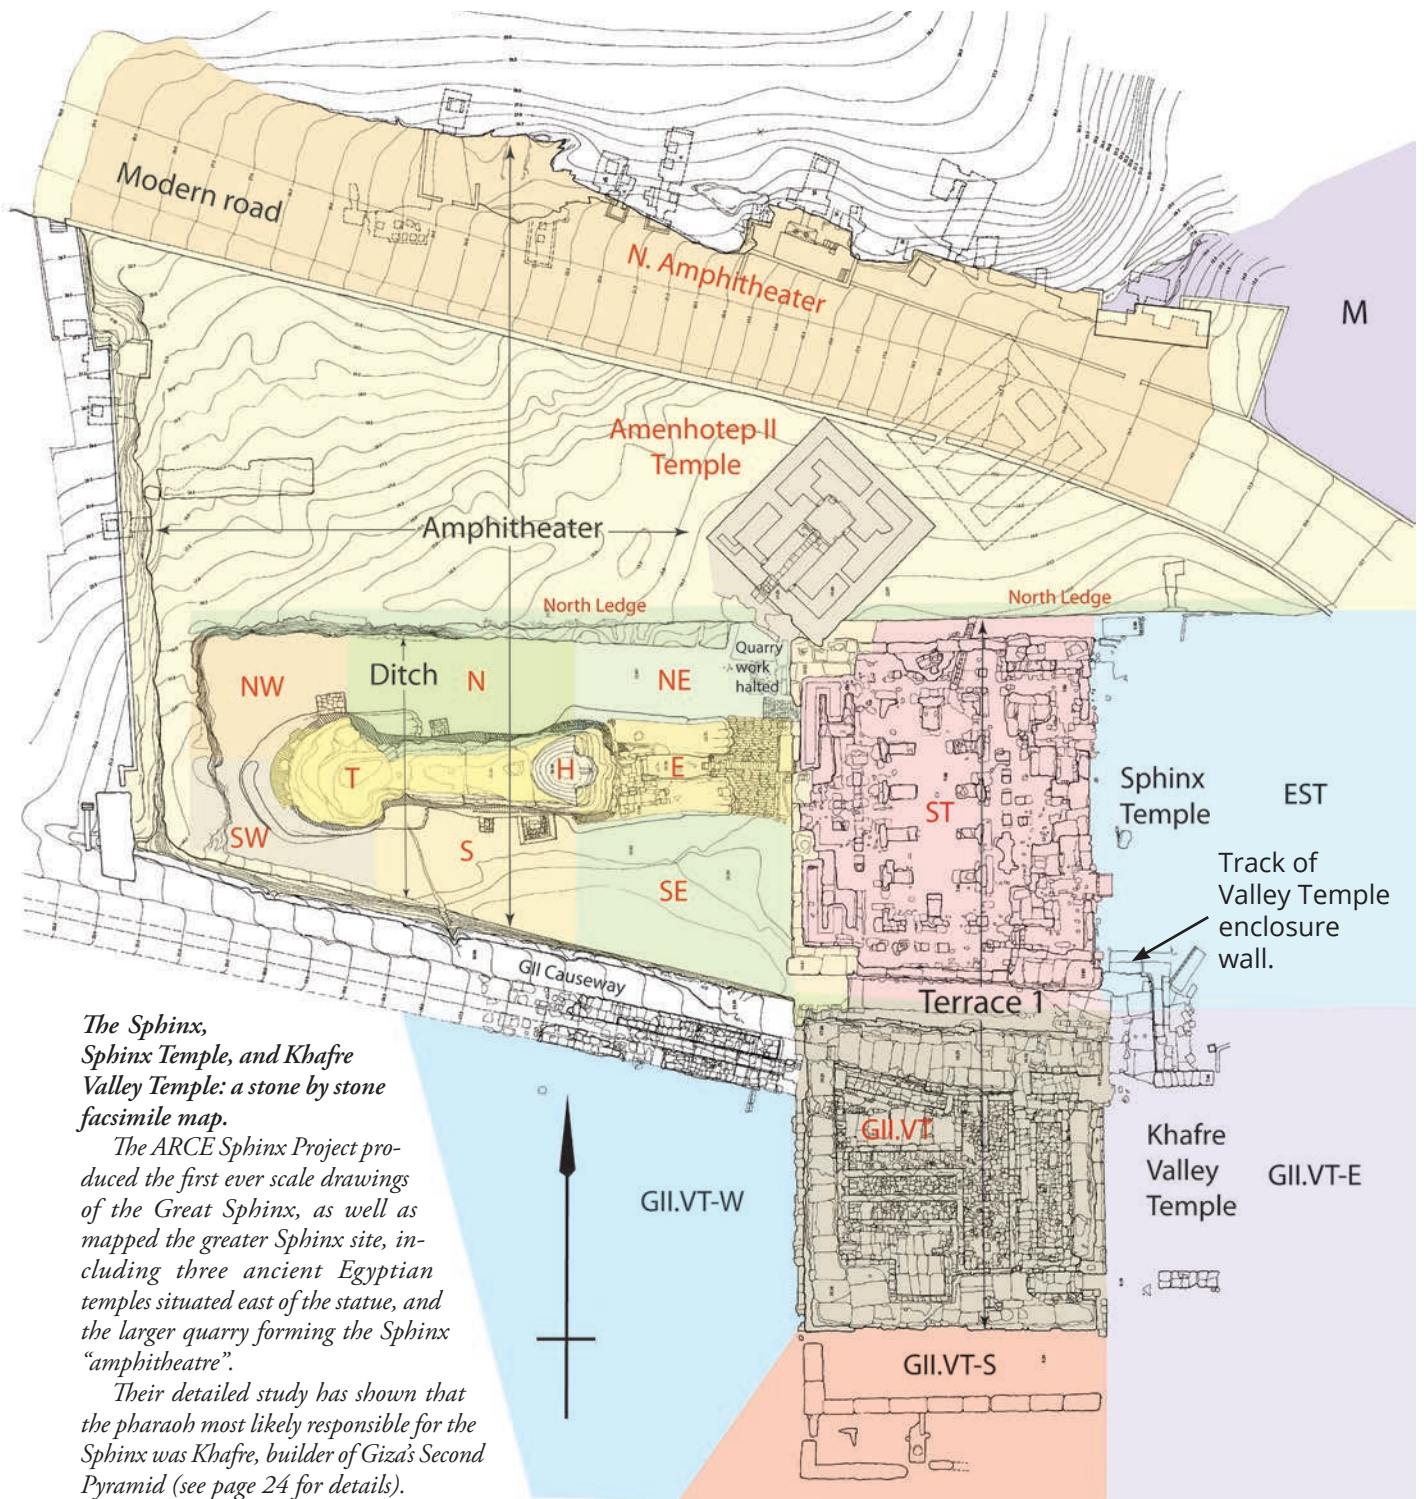 Modern road
N. Amphitheater
M
Amenhotep II
Temple
Amphitheater
North Ledge
North Ledge
NW
Ditch
N
NE
Quarry
work
halted
T
H
E
ST
Sphinx
Temple
EST
SW
S
SE
Track of
Valley Temple
enclosure
wall.
GII Causeway
Terrace 1
The Sphinx,
Sphinx Temple, and Khafre
Valley Temple: a stone by stone
facsimile map.
The ARCE Sphinx Project pro-
duced the first ever scale drawings
of the Great Sphinx, as well as
mapped the greater Sphinx site, in-
cluding three ancient Egyptian
temples situated east of the statue, and
the larger quarry forming the Sphinx
“amphitheatre”.
Their detailed study has shown that
the pharaoh most likely responsible for the
Sphinx was Khafre, builder of Giza's Second
Pyramid (see page 24 for details).
GII.VT
GII.VT-W
Khafre
Valley
Temple
GII.VT-E
GII.VT-S